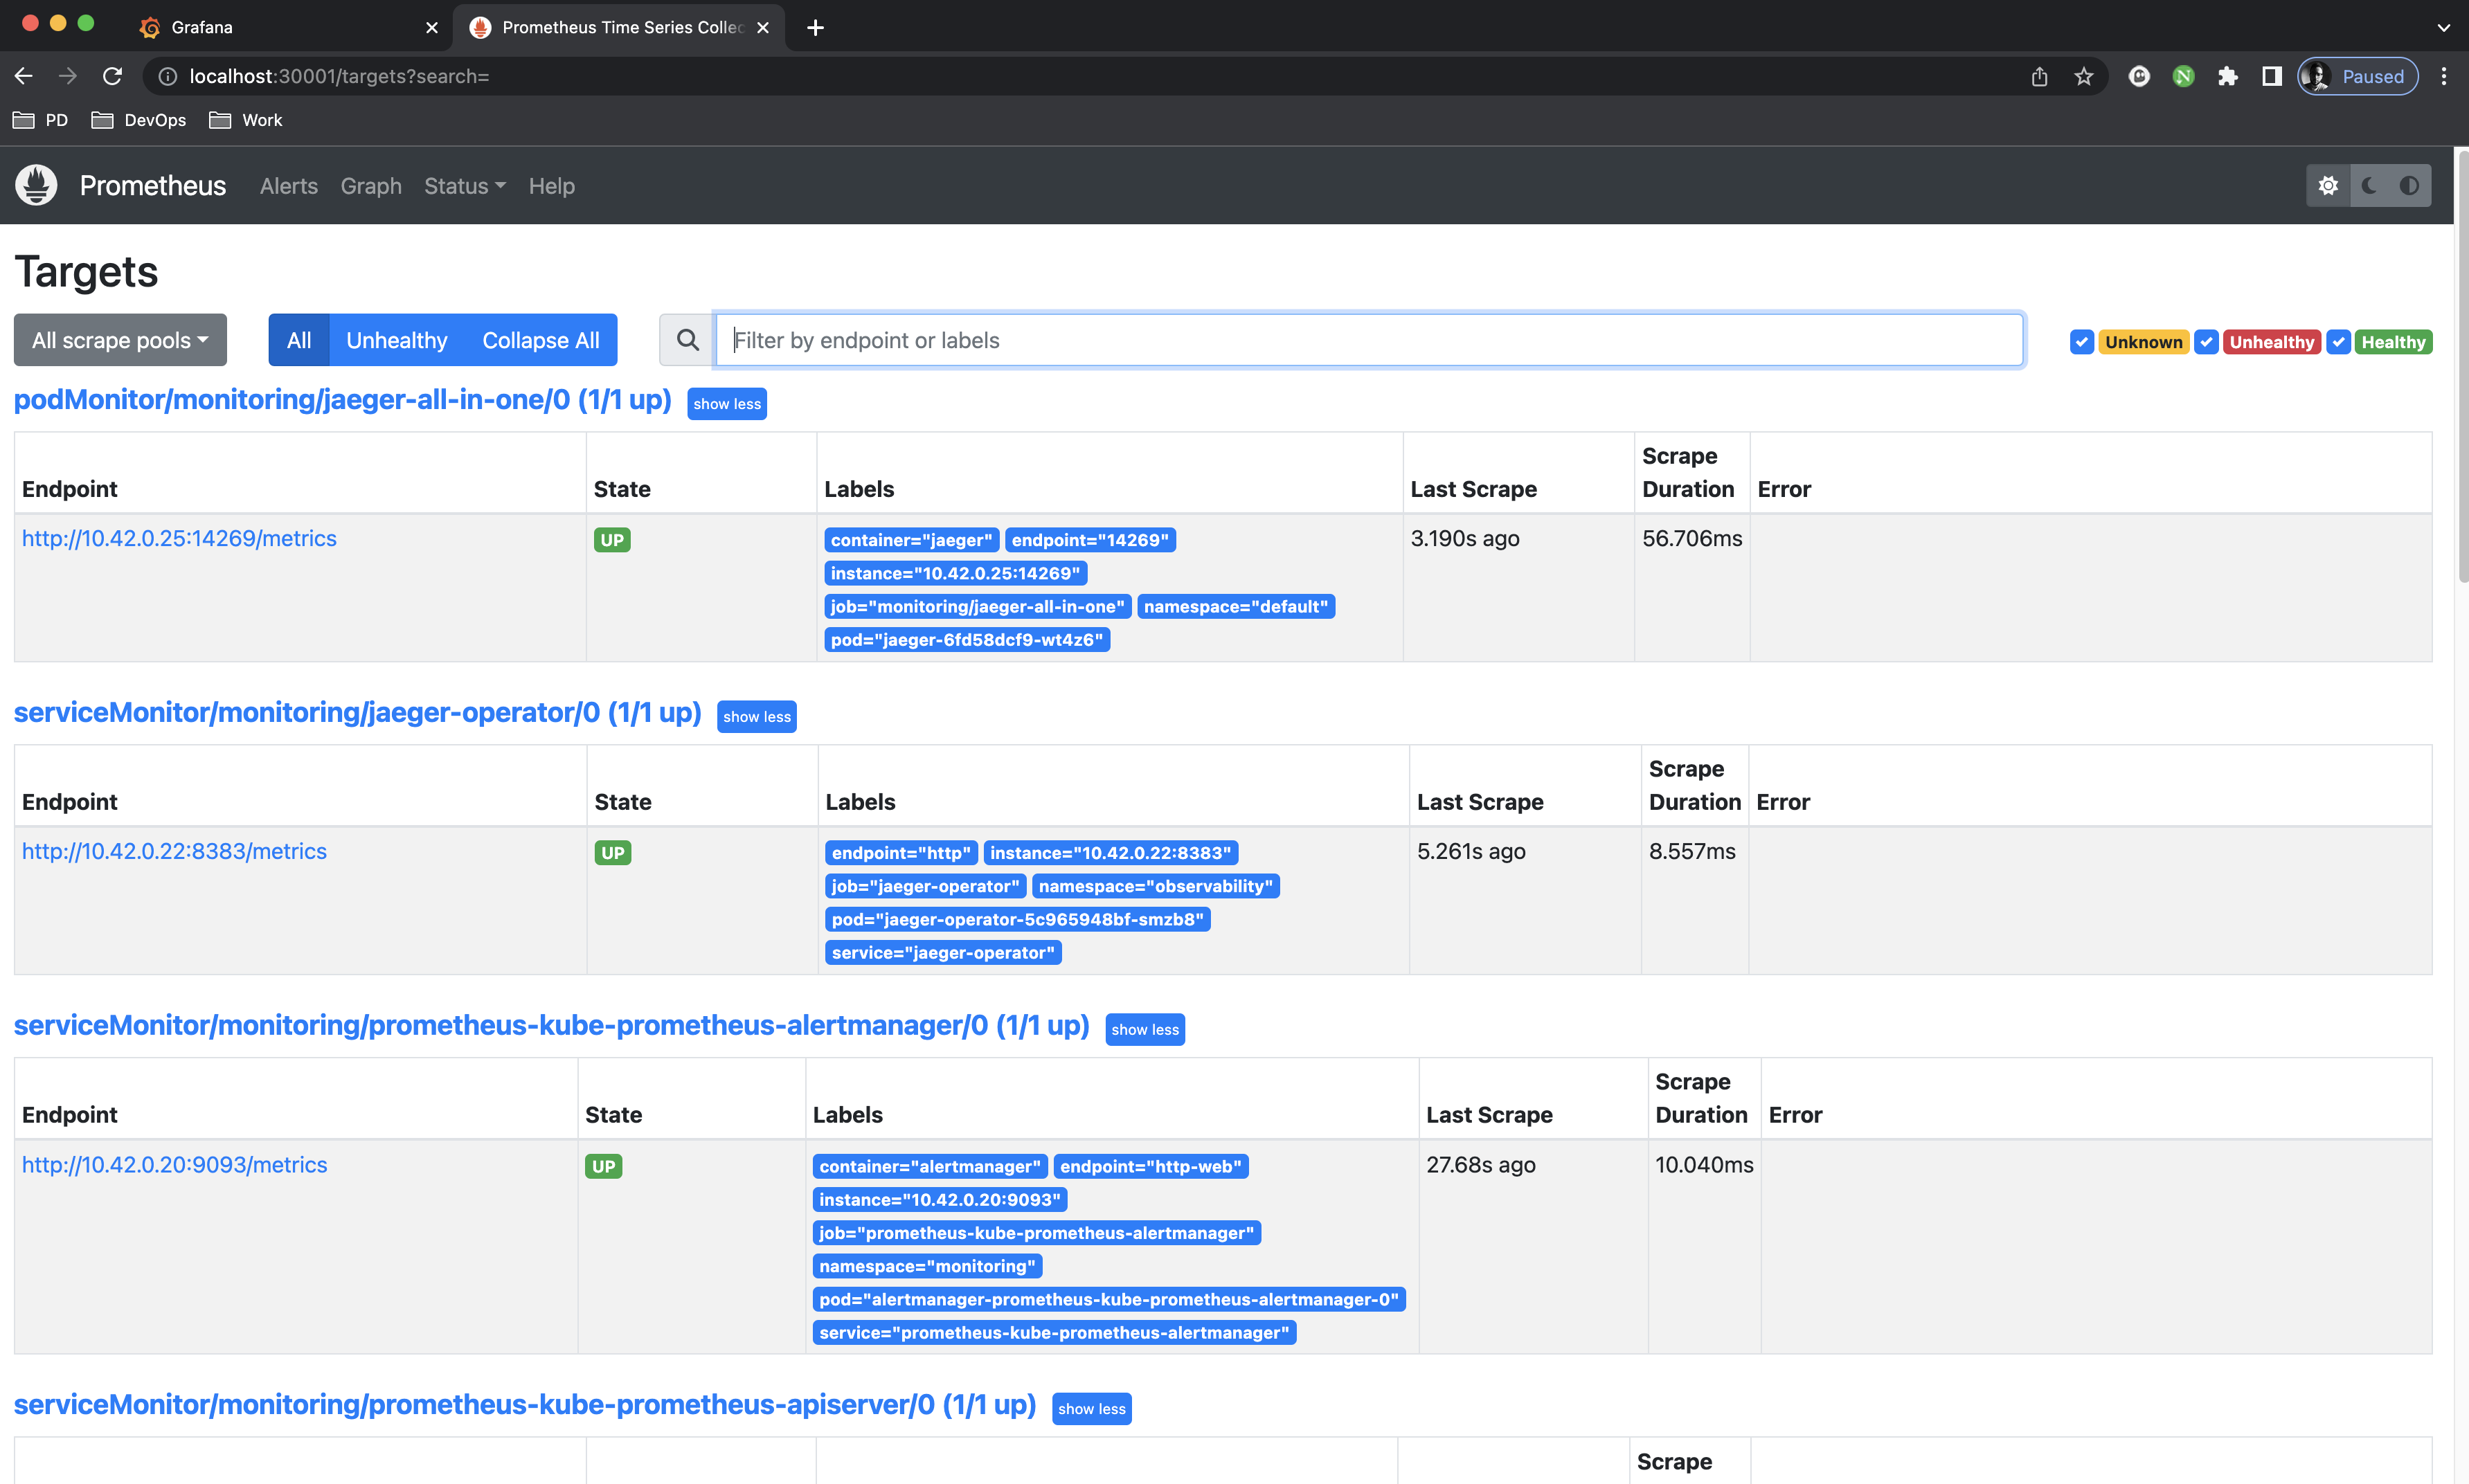 Grafana
Prometheus Time Series Collec
localhost:30001/targets?search=
Paused
PD DevOps Work
Prometheus Alerts Graph Status Help
Targets
All scrape pools All Unhealthy Collapse All Filter by endpoint or labels Unknown Unhealthy Healthy
podMonitor/monitoring/jaeger-all-in-one/0 (1/1 up) show less
Endpoint State Labels Last Scrape Scrape Duration Error
http://10.42.0.25:14269/metrics UP container="jaeger" endpoint="14269" 3.190s ago 56.706ms
instance="10.42.0.25:14269"
job="monitoring/jaeger-all-in-one" namespace="default"
pod="jaeger-6fd58dcf9-wt4z6"
serviceMonitor/monitoring/jaeger-operator/0 (1/1 up) show less
Endpoint State Labels Last Scrape Scrape Duration Error
http://10.42.0.22:8383/metrics UP endpoint="http" instance="10.42.0.22:8383" 5.261s ago 8.557ms
job="jaeger-operator" namespace="observability"
pod="jaeger-operator-5c965948bf-smzb8"
service="jaeger-operator"
serviceMonitor/monitoring/prometheus-kube-prometheus-alertmanager/0 (1/1 up) show less
Endpoint State Labels Last Scrape Scrape Duration Error
http://10.42.0.20:9093/metrics UP container="alertmanager" endpoint="http-web" 27.68s ago 10.040ms
instance="10.42.0.20:9093"
job="prometheus-kube-prometheus-alertmanager"
namespace="monitoring"
pod="alertmanager-prometheus-kube-prometheus-alertmanager-0"
service="prometheus-kube-prometheus-alertmanager"
serviceMonitor/monitoring/prometheus-kube-prometheus-apiserver/0 (1/1 up) show less
Scrape